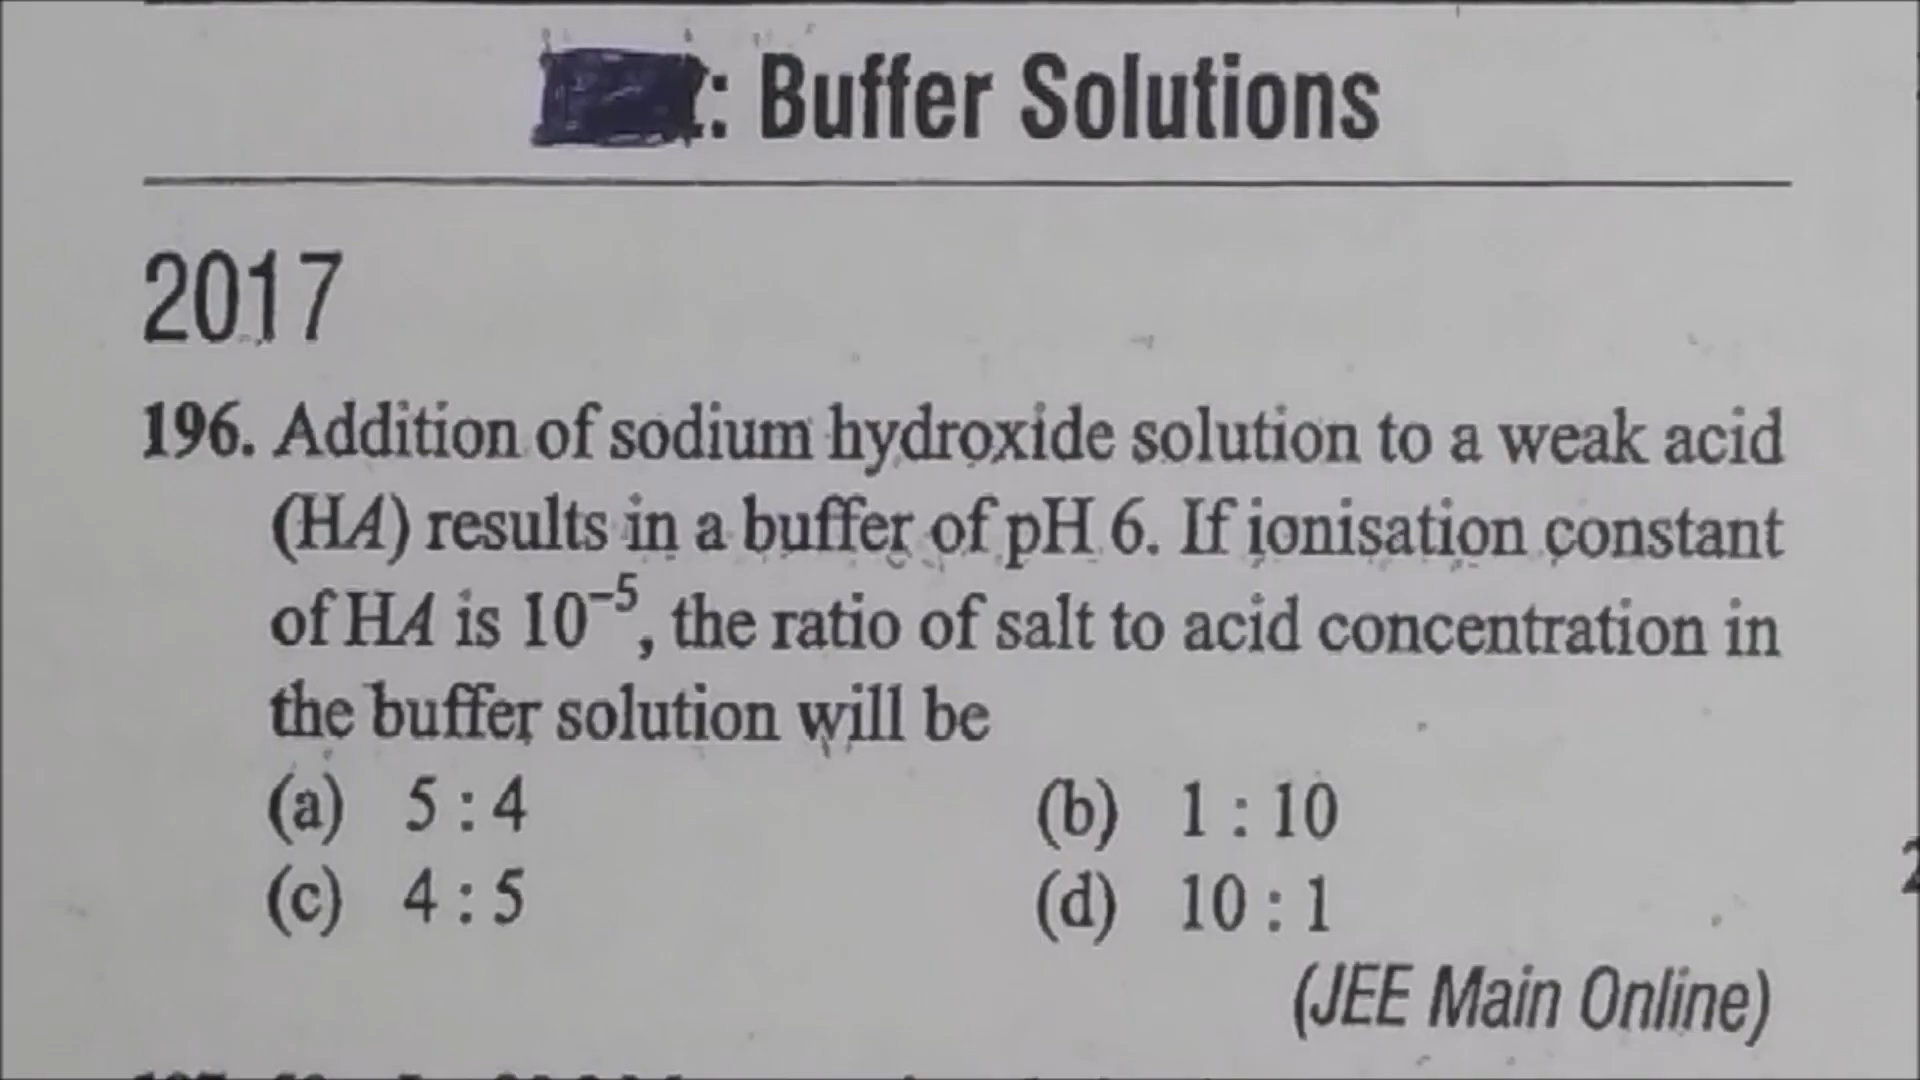 : Buffer Solutions
2017
196. Addition of sodium hydroxide solution to a weak acid
(HA) results in a buffer of pH 6. If ionisation constant
of HA is 10⁻⁵, the ratio of salt to acid concentration in
the buffer solution will be
(a) 5 : 4 (b) 1 : 10
(c) 4 : 5 (d) 10 : 1
(JEE Main Online)